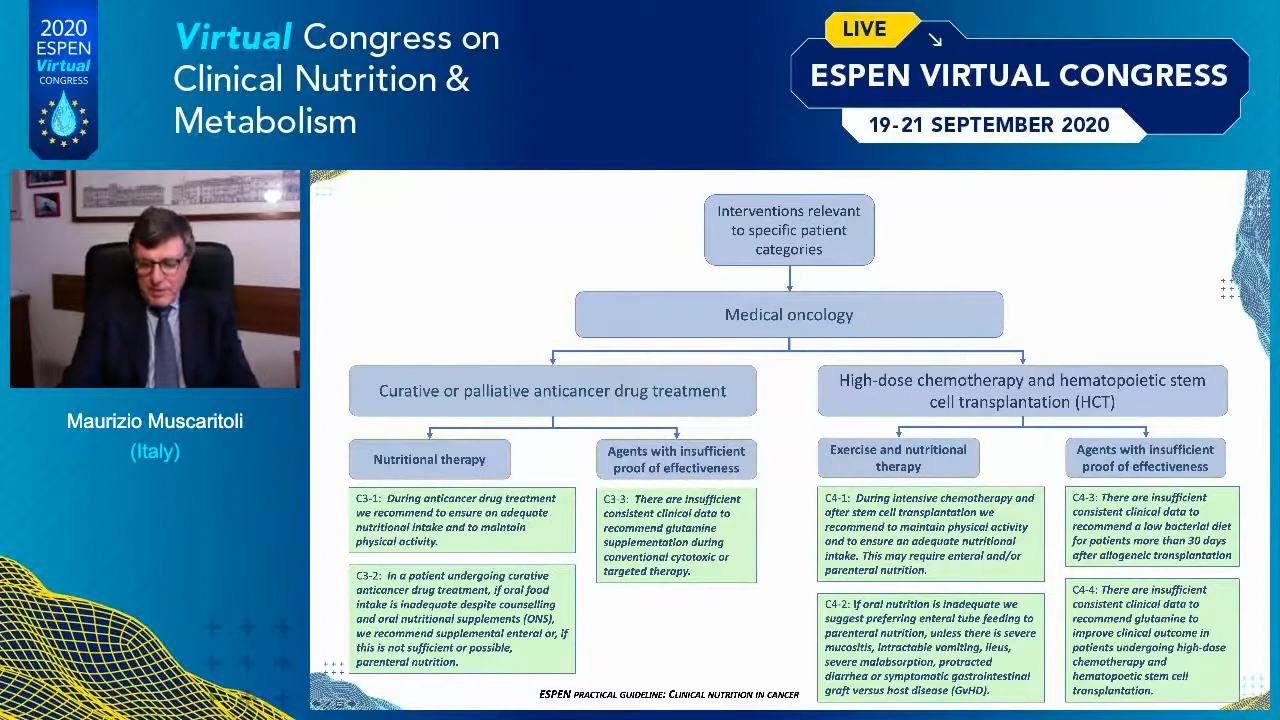 2020
ESPEN
Virtual
CONGRESS
Virtual Congress on
Clinical Nutrition &
Metabolism
LIVE
ESPEN VIRTUAL CONGRESS
19-21 SEPTEMBER 2020
Maurizio Muscaritoli
(Italy)
Interventions relevant
to specific patient
categories
Medical oncology
Curative or palliative anticancer drug treatment
High-dose chemotherapy and hematopoietic stem
cell transplantation (HCT)
Nutritional therapy
Agents with insufficient
proof of effectiveness
Exercise and nutritional
therapy
Agents with insufficient
proof of effectiveness
C3-1: During anticancer drug treatment
we recommend to ensure an adequate
nutritional intake and to maintain
physical activity.
C3-2: In a patient undergoing curative
anticancer drug treatment, if oral food
intake is inadequate despite counselling
and oral nutritional supplements (ONS),
we recommend supplemental enteral or, if
this is not sufficient or possible,
parenteral nutrition.
C3-3: There are insufficient
consistent clinical data to
recommend glutamine
supplementation during
conventional cytotoxic or
targeted therapy.
C4-1: During intensive chemotherapy and
after stem cell transplantation we
recommend to maintain physical activity
and to ensure an adequate nutritional
intake. This may require enteral and/or
parenteral nutrition.
C4-2: If oral nutrition is inadequate we
suggest preferring enteral tube feeding to
parenteral nutrition, unless there is severe
mucositis, intractable vomiting, ileus,
severe malabsorption, protracted
diarrhea or symptomatic gastrointestinal
graft versus host disease (GvHD).
C4-3: There are insufficient
consistent clinical data to
recommend a low bacterial diet
for patients more than 30 days
after allogeneic transplantation
C4-4: There are insufficient
consistent clinical data to
recommend glutamine to
improve clinical outcome in
patients undergoing high-dose
chemotherapy and
hematopoetic stem cell
transplantation.
ESPEN PRACTICAL GUIDELINE: CLINICAL NUTRITION IN CANCER